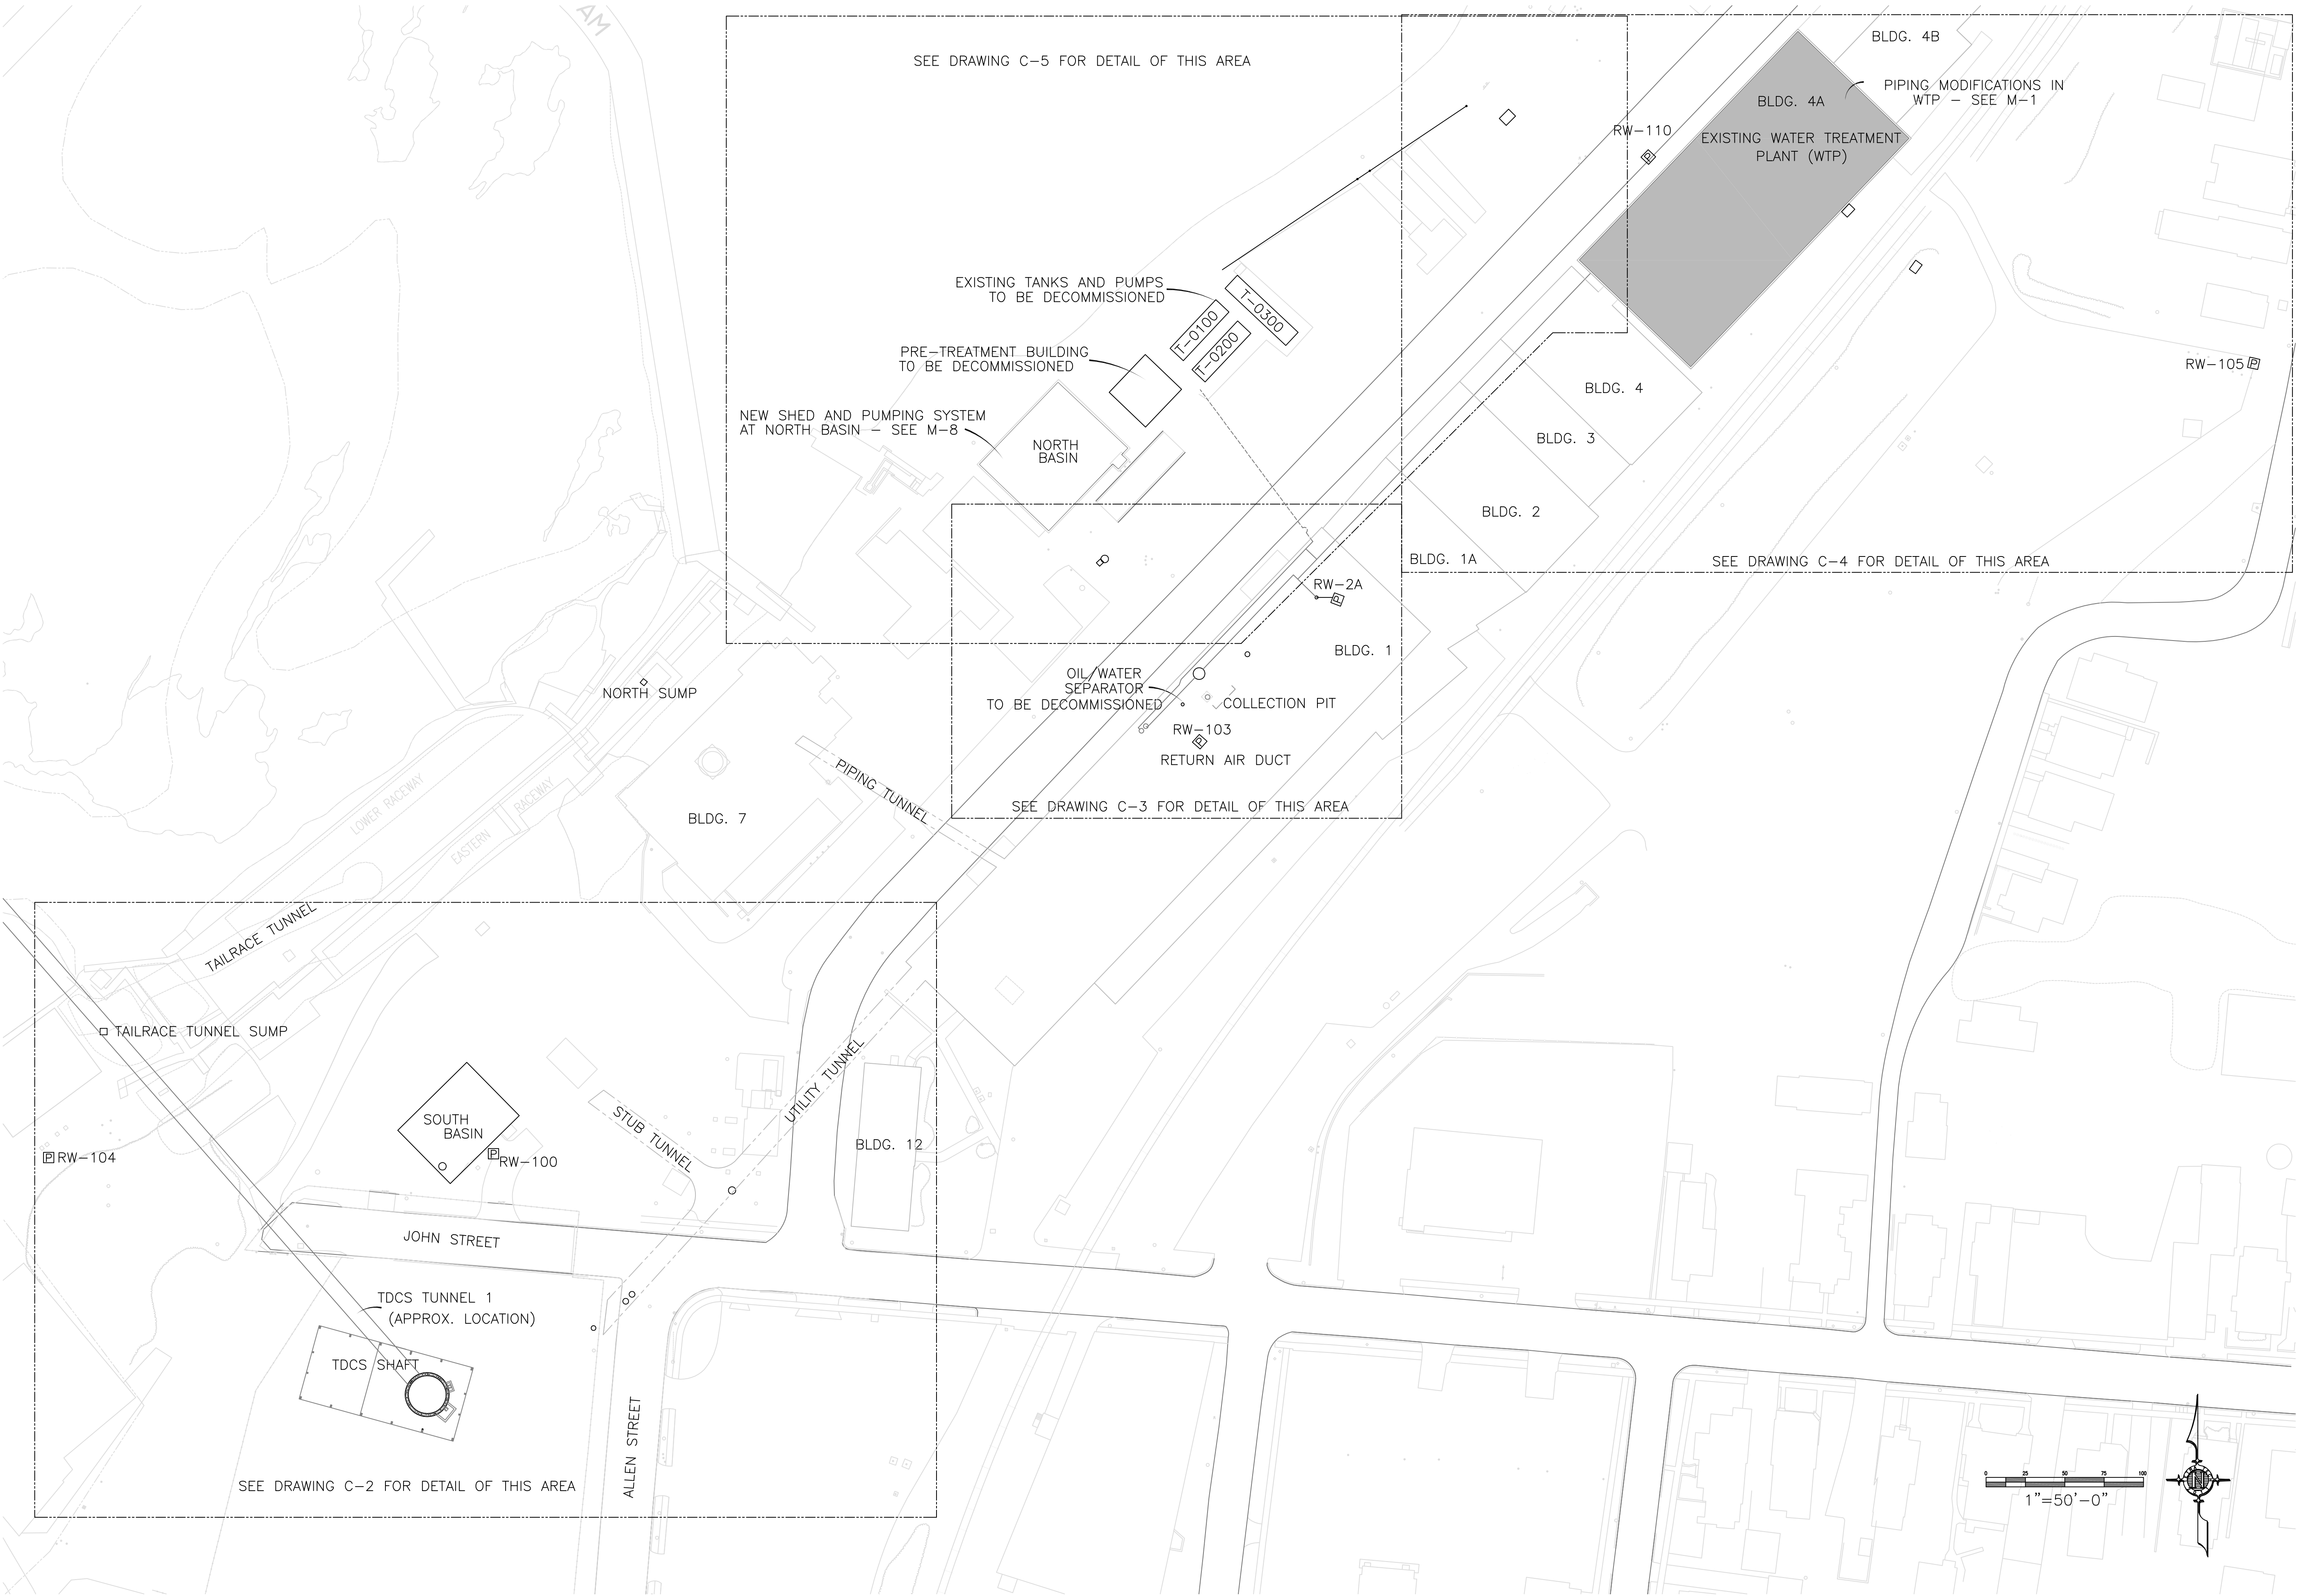 AM
SEE DRAWING C-5 FOR DETAIL OF THIS AREA
BLDG. 4B
PIPING MODIFICATIONS IN
WTP - SEE M-1
BLDG. 4A
EXISTING WATER TREATMENT
PLANT (WTP)
RW-110
EXISTING TANKS AND PUMPS
TO BE DECOMMISSIONED
T-0100
T-0200
T-0300
PRE-TREATMENT BUILDING
TO BE DECOMMISSIONED
NEW SHED AND PUMPING SYSTEM
AT NORTH BASIN - SEE M-8
NORTH
BASIN
P
RW-105
P
BLDG. 4
BLDG. 3
BLDG. 2
BLDG. 1A
SEE DRAWING C-4 FOR DETAIL OF THIS AREA
RW-2A
P
BLDG. 1
OIL/WATER
SEPARATOR
TO BE DECOMMISSIONED
COLLECTION PIT
RW-103
P
RETURN AIR DUCT
SEE DRAWING C-3 FOR DETAIL OF THIS AREA
NORTH SUMP
PIPING TUNNEL
BLDG. 7
LOWER RACEWAY
EASTERN RACEWAY
TAILRACE TUNNEL
TAILRACE TUNNEL SUMP
SOUTH
BASIN
P
RW-104
P
RW-100
STUB TUNNEL
UTILITY TUNNEL
BLDG. 12
JOHN STREET
TDCS TUNNEL 1
(APPROX. LOCATION)
TDCS SHAFT
ALLEN STREET
SEE DRAWING C-2 FOR DETAIL OF THIS AREA
0 25 50 75 100
1"=50'-0"
N